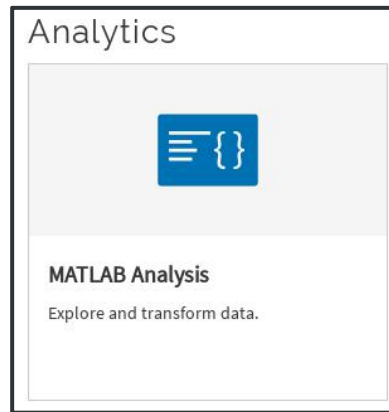 Analytics
{}
MATLAB Analysis
Explore and transform data.